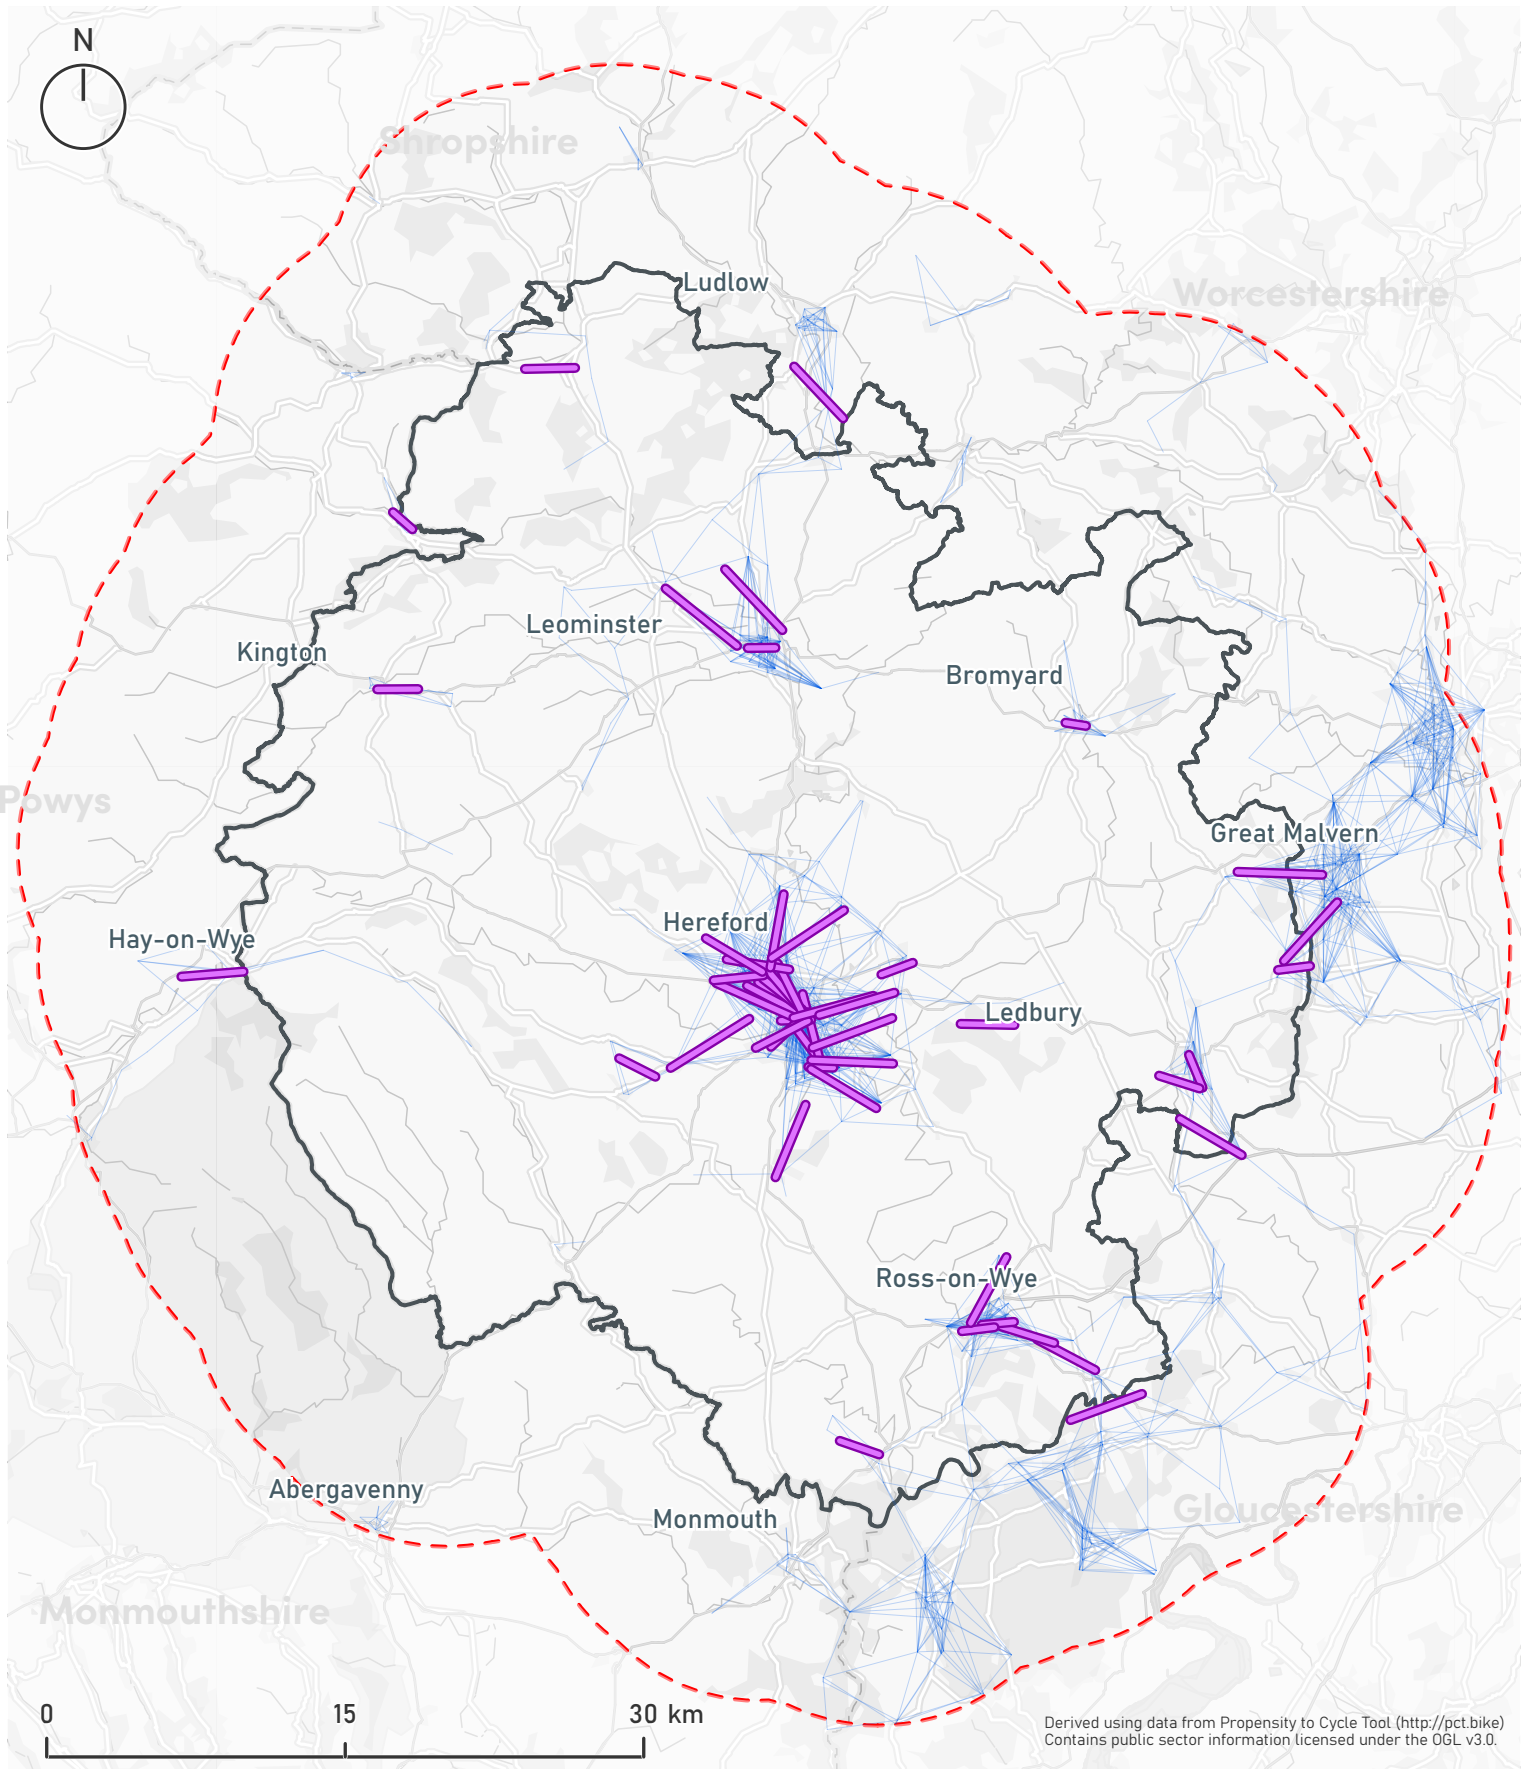 N
Shropshire
Ludlow
Worcestershire
Leominster
Kington
Bromyard
Powys
Great Malvern
Hereford
Hay-on-Wye
Ledbury
Ross-on-Wye
Abergavenny
Gloucestershire
Monmouth
Monmouthshire
0 15 30 km
Derived using data from Propensity to Cycle Tool (http://pct.bike)
Contains public sector information licensed under the OGL v3.0.